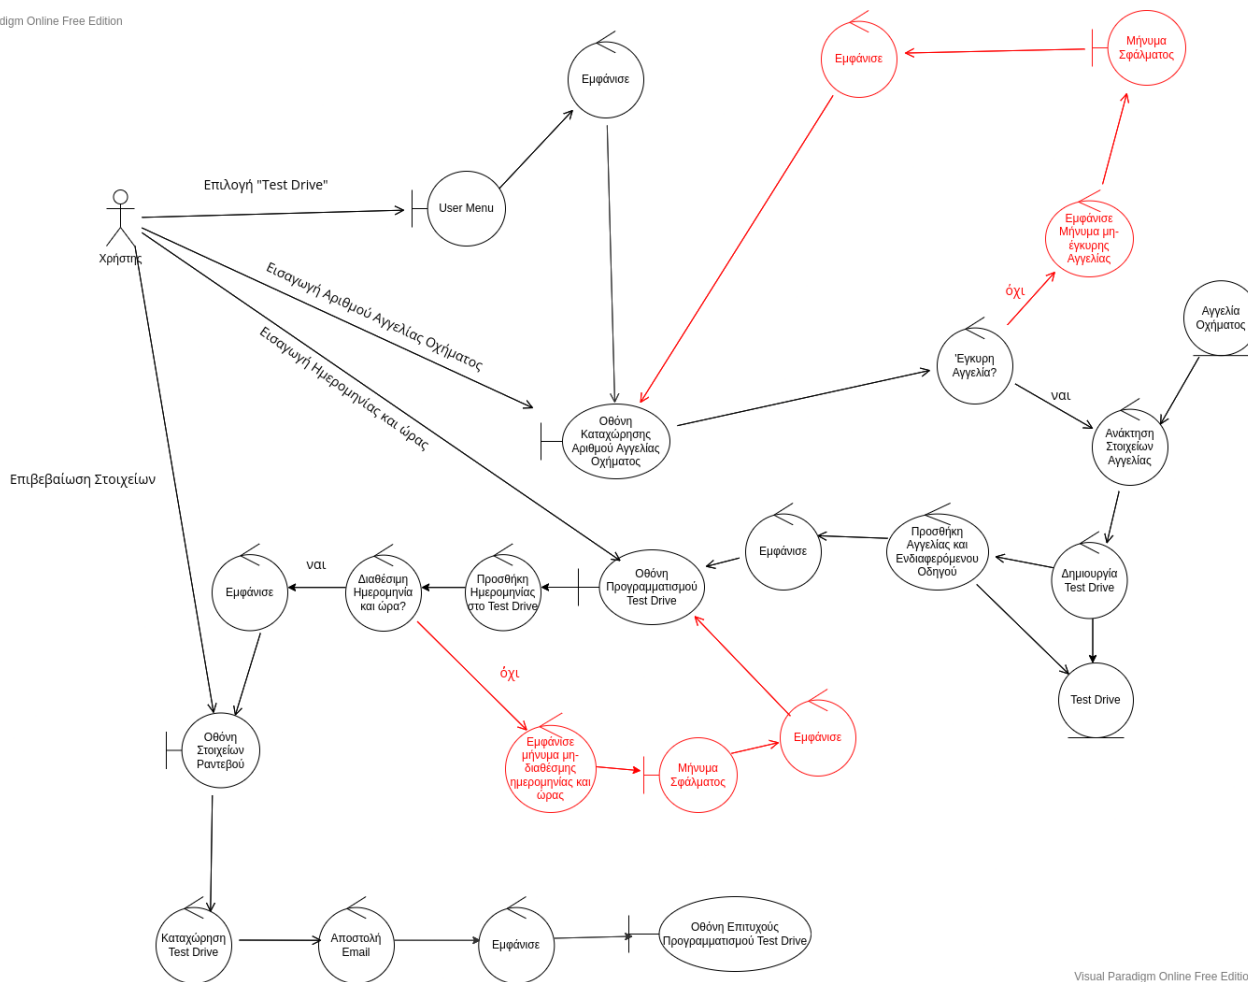 digm Online Free Edition
Εμφάνισε
Εμφάνισε
Μήνυμα
Σφάλματος
Επιλογή "Test Drive"
User Menu
Χρήστης
Εμφάνισε
Μήνυμα μη-
έγκυρης
Αγγελίας
Εισαγωγή Αριθμού Αγγελίας Οχήματος
Εισαγωγή Ημερομηνίας και ώρας
όχι
Αγγελία
Οχήματος
Έγκυρη
Αγγελία?
ναι
Οθόνη
Καταχώρησης
Αριθμού Αγγελίας
Οχήματος
Ανάκτηση
Στοιχείων
Αγγελίας
Επιβεβαίωση Στοιχείων
Εμφάνισε
ναι
Διαθέσιμη
Ημερομηνία
και ώρα?
Προσθήκη
Ημερομηνίας
στο Test Drive
Οθόνη
Προγραμματισμού
Test Drive
Εμφάνισε
Προσθήκη
Αγγελίας και
Ενδιαφερόμενου
Οδηγού
Δημιουργία
Test Drive
όχι
Test Drive
Οθόνη
Στοιχείων
Ραντεβού
Εμφάνισε
μήνυμα μη-
διαθέσμης
ημερομηνίας και
ώρας
Μήνυμα
Σφάλματος
Εμφάνισε
Καταχώρηση
Test Drive
Αποστολή
Email
Εμφάνισε
Οθόνη Επιτυχούς
Προγραμματισμού Test Drive
Visual Paradigm Online Free Editio